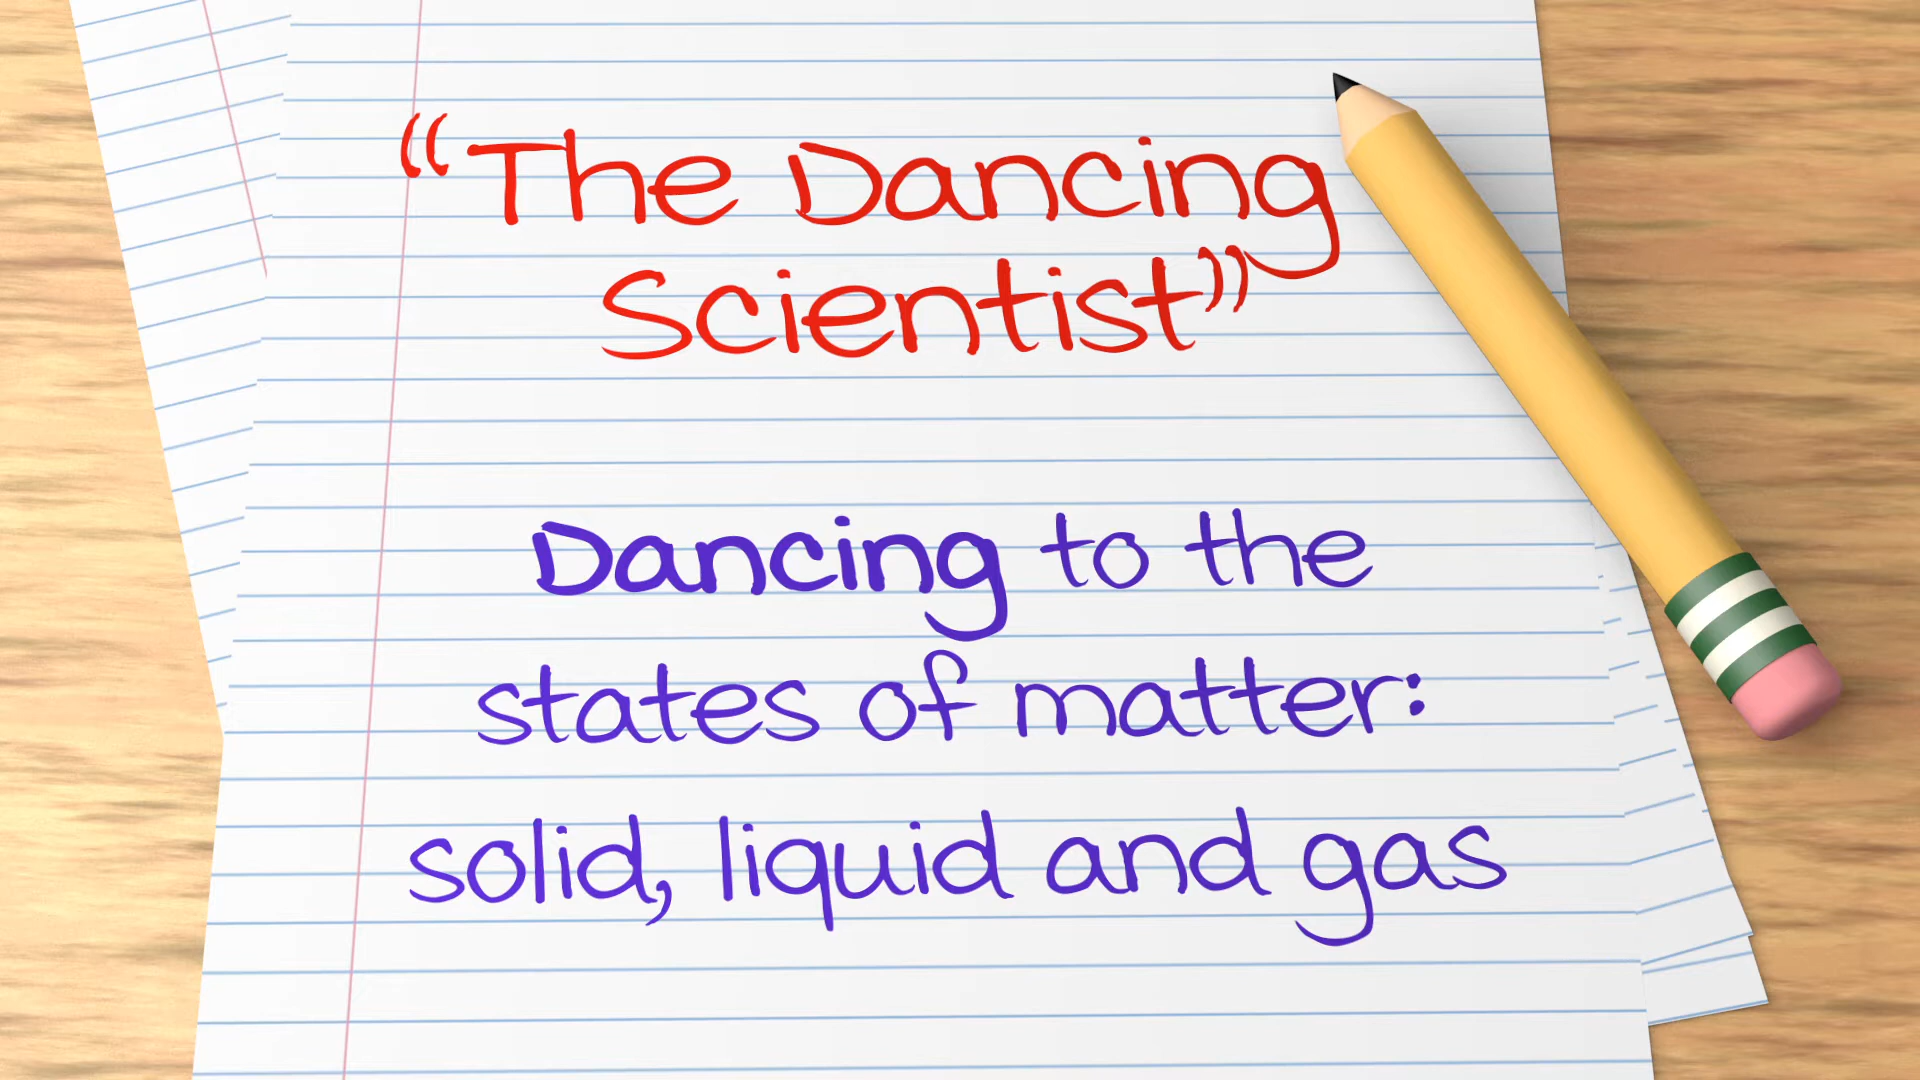 “The Dancing
Scientist”
Dancing to the
states of matter:
solid, liquid and gas